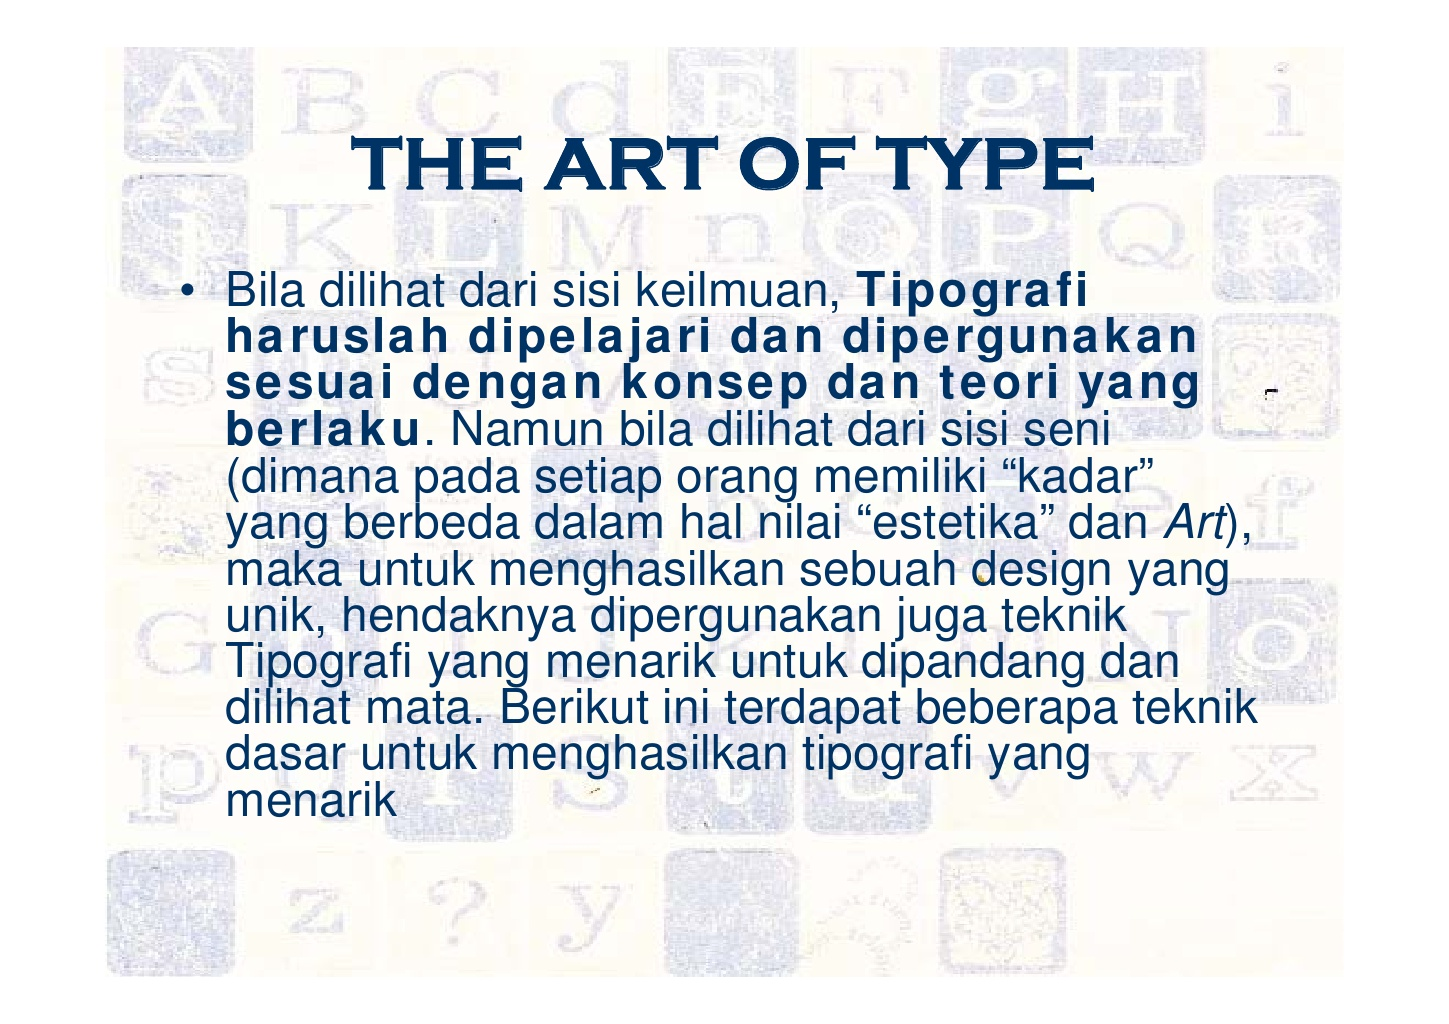 THE ART OF TYPE
• Bila dilihat dari sisi keilmuan, Tipografi
haruslah dipelajari dan dipergunakan
sesuai dengan konsep dan teori yang
berlaku. Namun bila dilihat dari sisi seni
(dimana pada setiap orang memiliki “kadar”
yang berbeda dalam hal nilai “estetika” dan Art),
maka untuk menghasilkan sebuah design yang
unik, hendaknya dipergunakan juga teknik
Tipografi yang menarik untuk dipandang dan
dilihat mata. Berikut ini terdapat beberapa teknik
dasar untuk menghasilkan tipografi yang
menarik